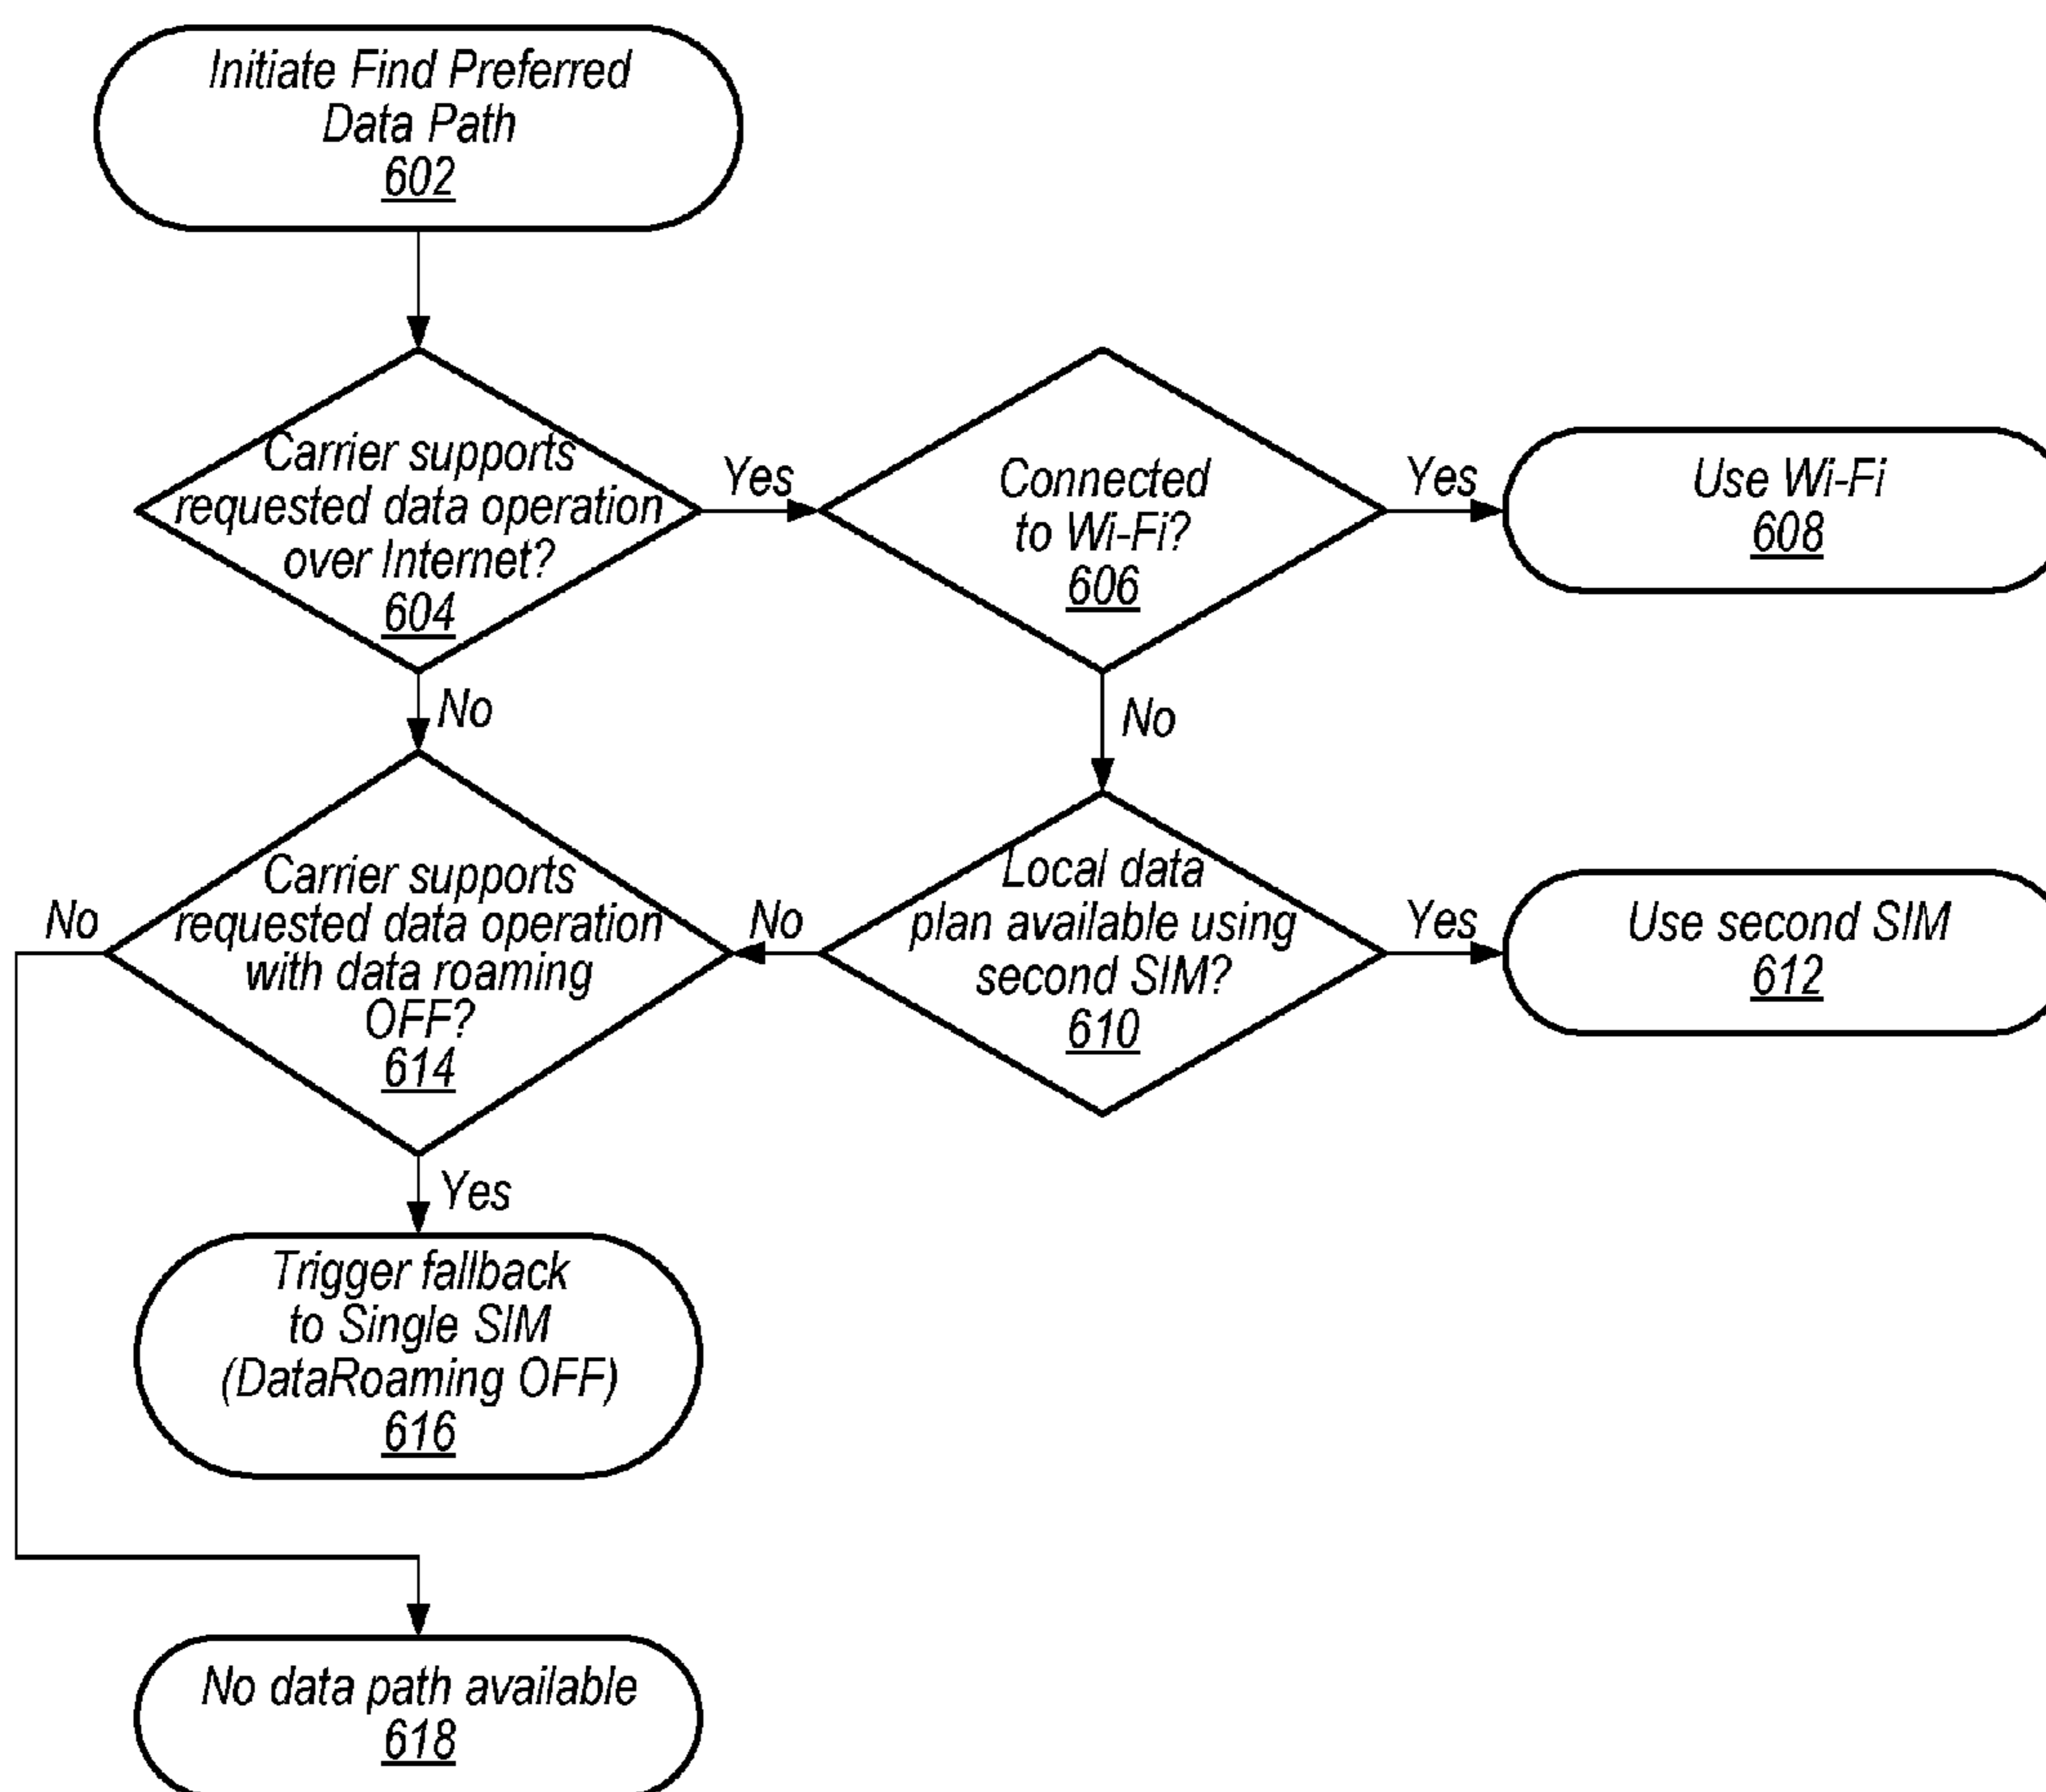 Initiate Find Preferred
Data Path
602
Carrier supports
requested data operation
over Internet?
604
Yes
Connected
to Wi-Fi?
606
Yes
Use Wi-Fi
608
No
No
Carrier supports
requested data operation
with data roaming
OFF?
614
No
No
Local data
plan available using
second SIM?
610
Yes
Use second SIM
612
Yes
Trigger fallback
to Single SIM
(DataRoaming OFF)
616
No data path available
618